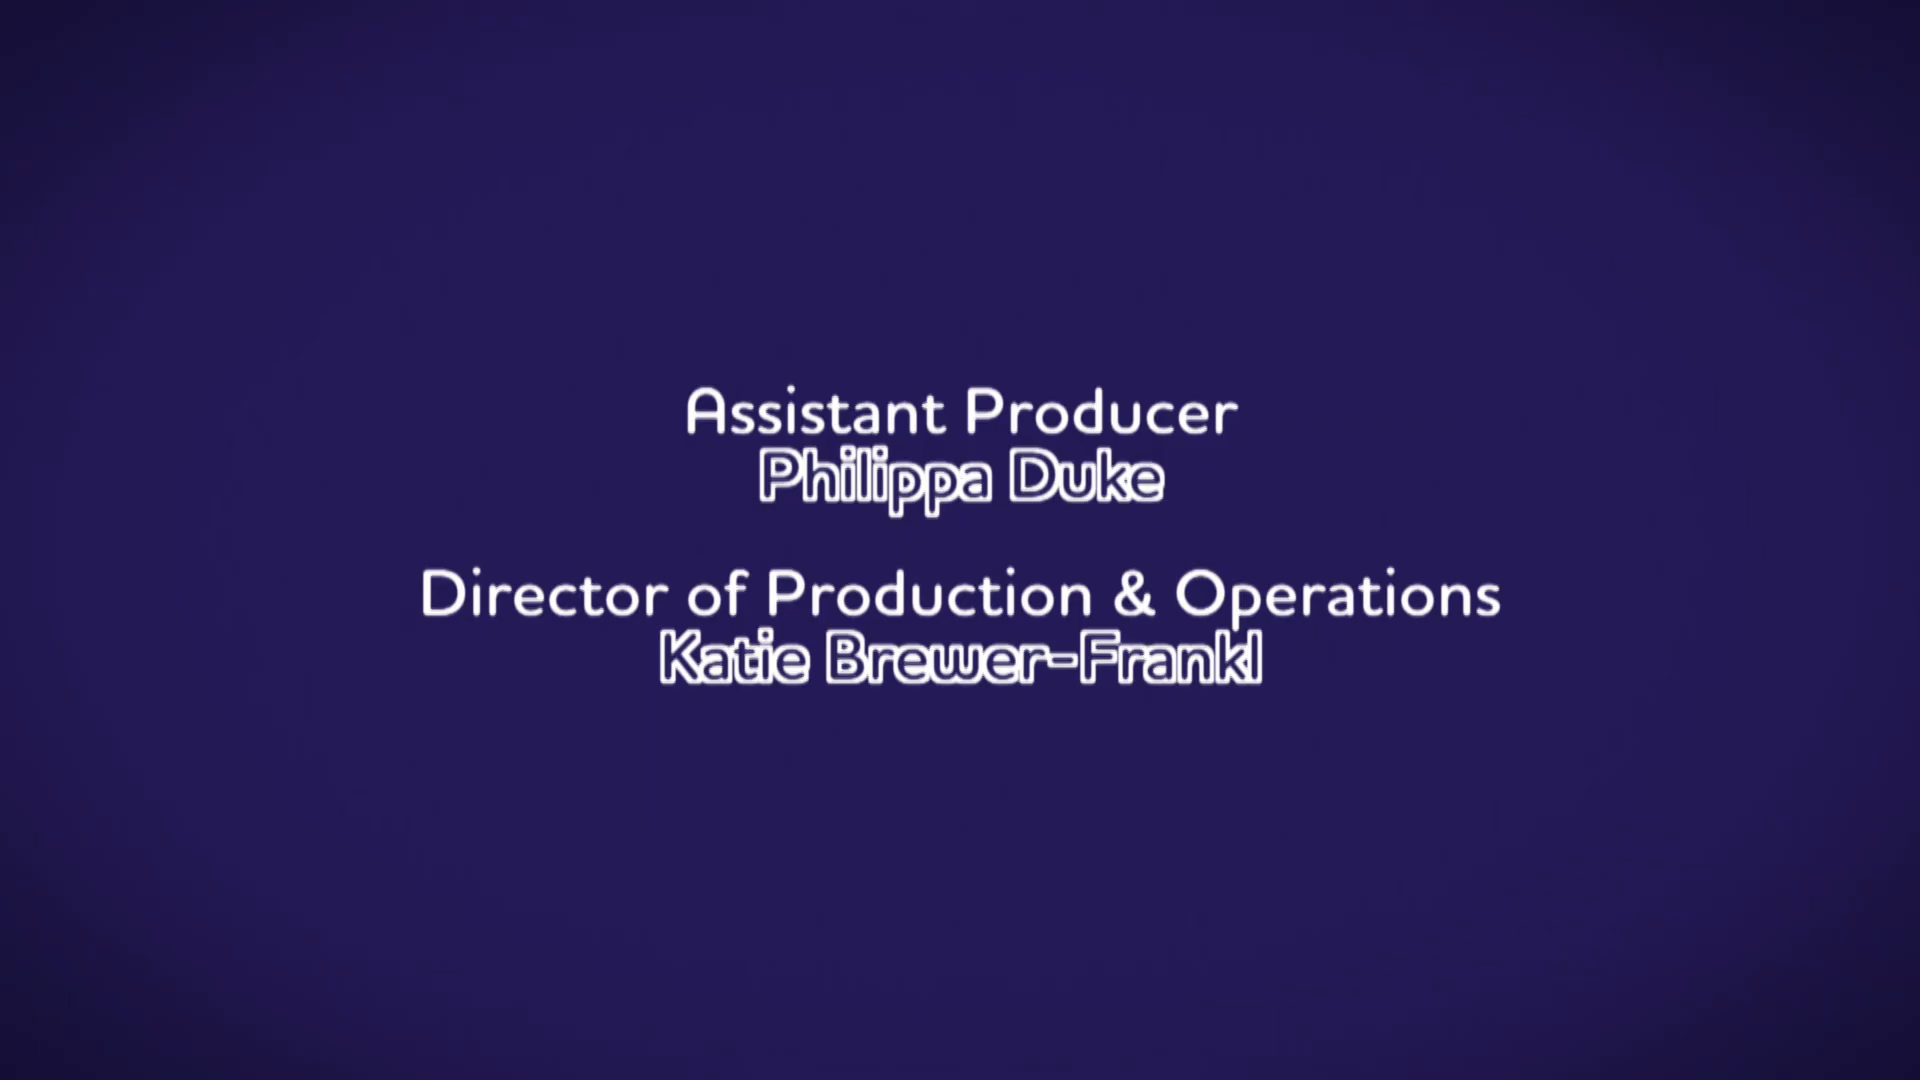 Assistant Producer
Philippa Duke
Director of Production & Operations
Katie Brewer-Frankl